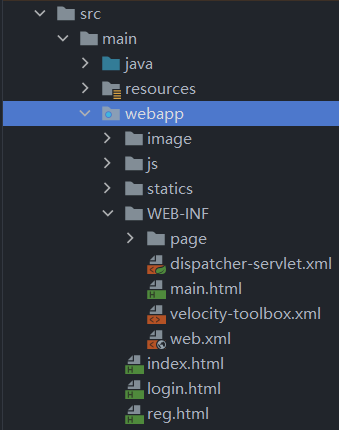 src
main
java
resources
webapp
image
js
statics
WEB-INF
page
dispatcher-servlet.xml
main.html
velocity-toolbox.xml
web.xml
index.html
login.html
reg.html